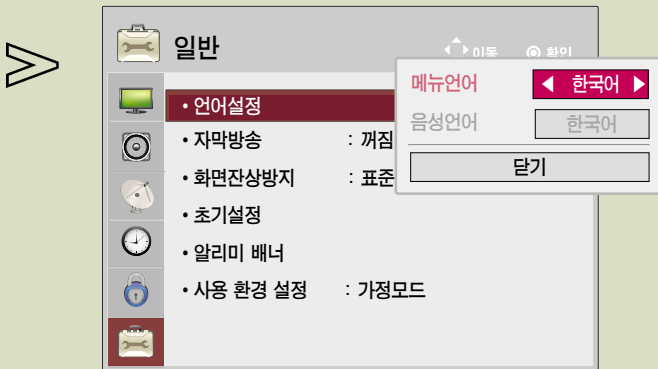 일반
이동 확인
• 언어설정
• 자막방송 : 꺼짐
• 화면잔상방지 : 표준
• 초기설정
• 알리미 배너
• 사용 환경 설정 : 가정모드
메뉴언어 ◀ 한국어 ▶
음성언어 한국어
닫기